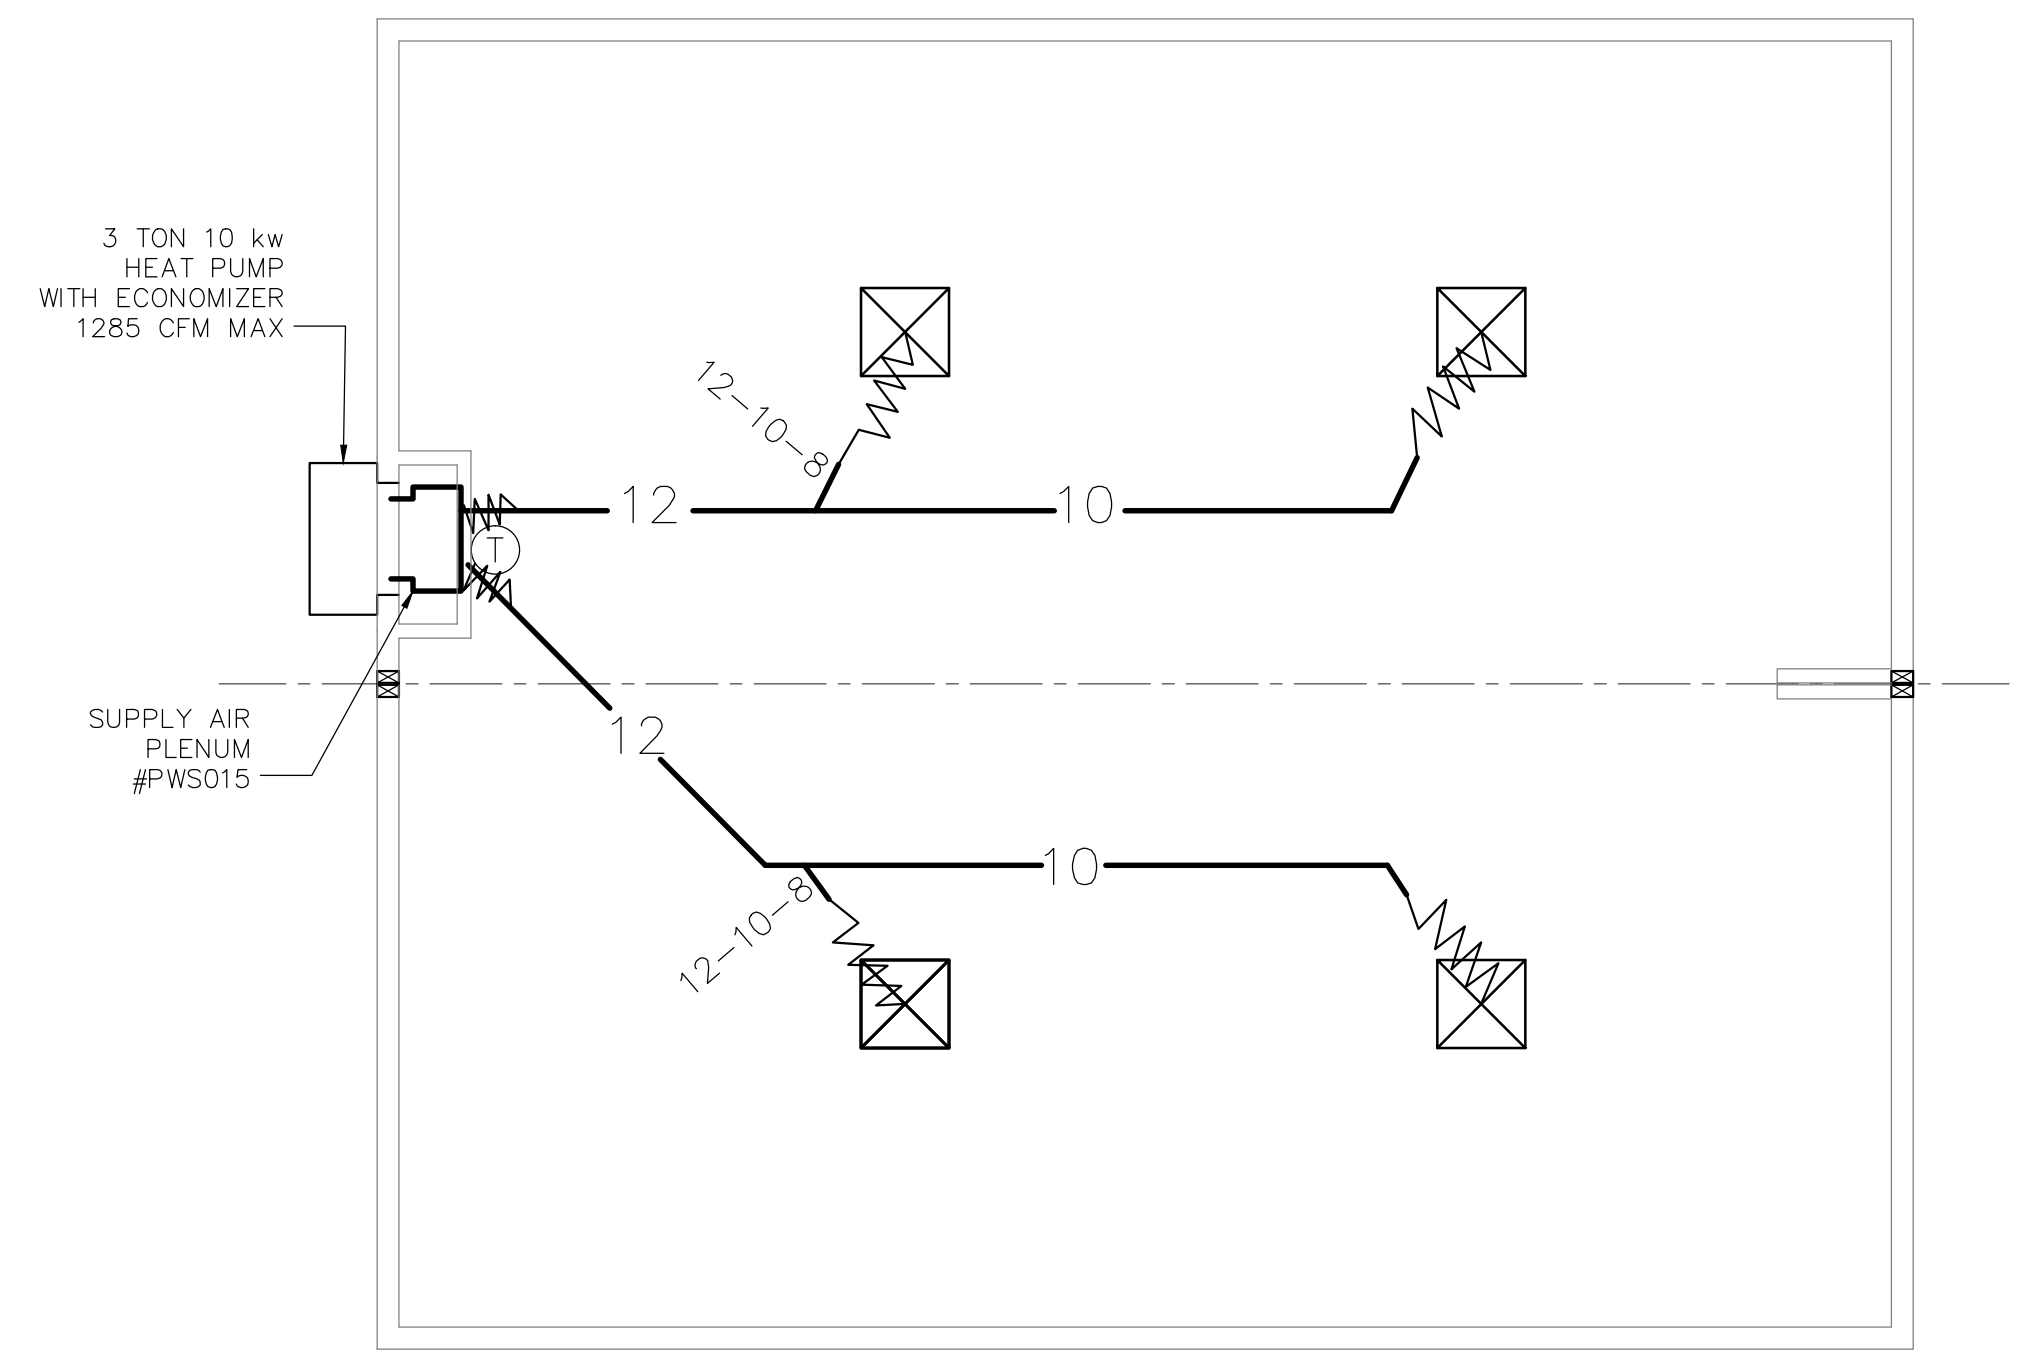 3 TON 10 kw
HEAT PUMP
WITH ECONOMIZER
1285 CFM MAX
12-10-8
12
10
T
12
SUPPLY AIR
PLENUM
#PWS015
10
12-10-8